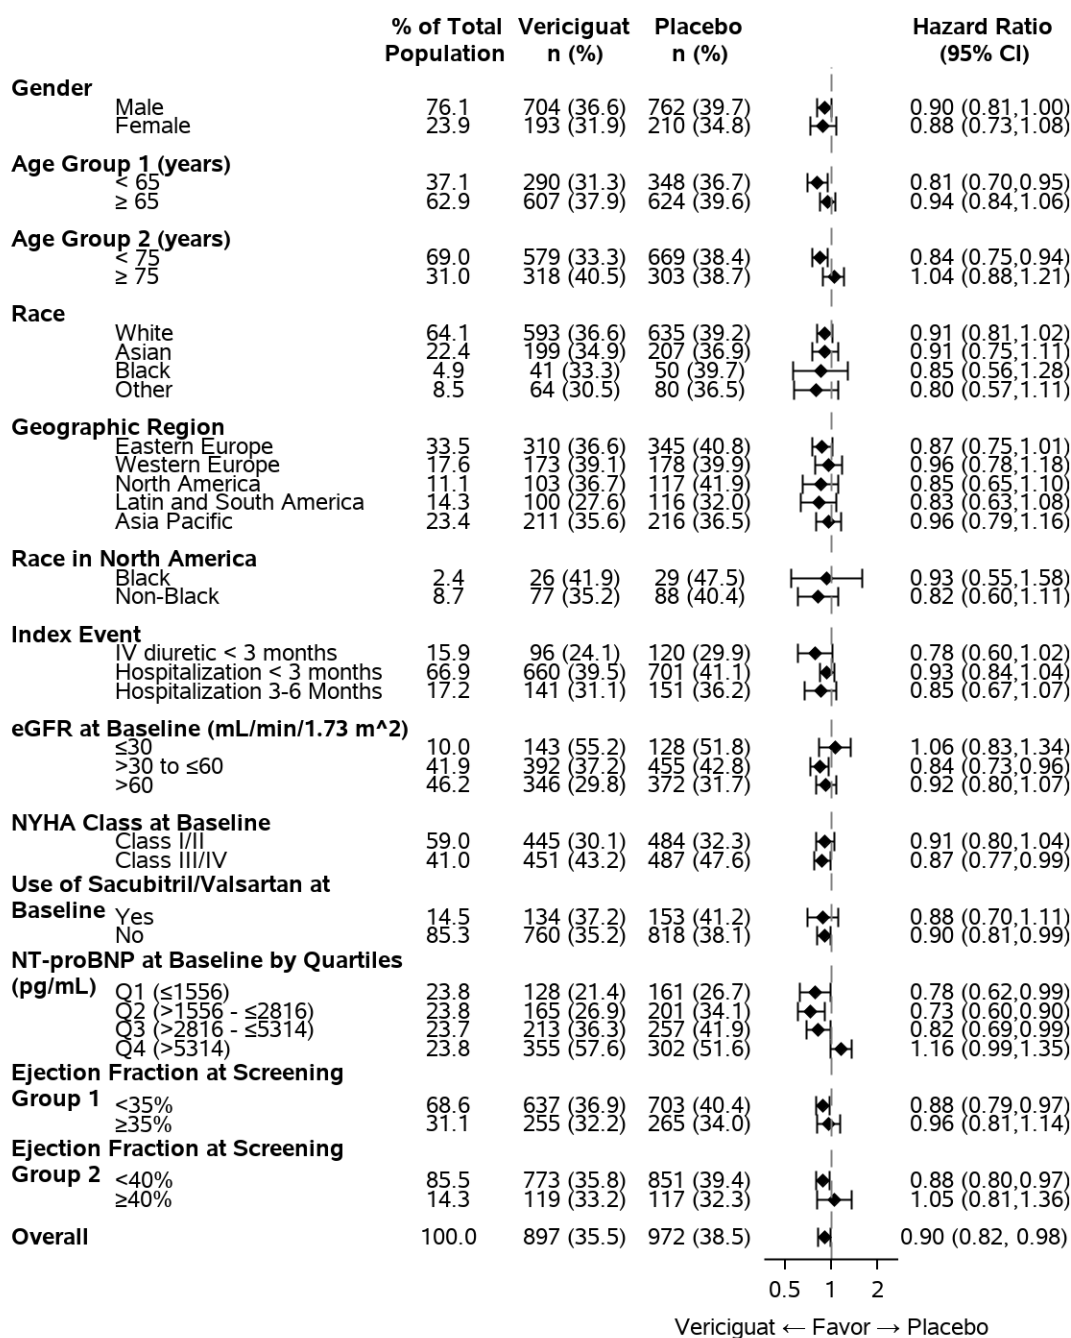 % of Total Vericiguat Placebo Hazard Ratio
Population n (%) n (%) (95% CI)
Gender
Male 76.1 704 (36.6) 762 (39.7) 0.90 (0.81,1.00)
Female 23.9 193 (31.9) 210 (34.8) 0.88 (0.73,1.08)
Age Group 1 (years)
< 65 37.1 290 (31.3) 348 (36.7) 0.81 (0.70,0.95)
≥ 65 62.9 607 (37.9) 624 (39.6) 0.94 (0.84,1.06)
Age Group 2 (years)
< 75 69.0 579 (33.3) 669 (38.4) 0.84 (0.75,0.94)
≥ 75 31.0 318 (40.5) 303 (38.7) 1.04 (0.88,1.21)
Race
White 64.1 593 (36.6) 635 (39.2) 0.91 (0.81,1.02)
Asian 22.4 199 (34.9) 207 (36.9) 0.91 (0.75,1.11)
Black 4.9 41 (33.3) 50 (39.7) 0.85 (0.56,1.28)
Other 8.5 64 (30.5) 80 (36.5) 0.80 (0.57,1.11)
Geographic Region
Eastern Europe 33.5 310 (36.6) 345 (40.8) 0.87 (0.75,1.01)
Western Europe 17.6 173 (39.1) 178 (39.9) 0.96 (0.78,1.18)
North America 11.1 103 (36.7) 117 (41.9) 0.85 (0.65,1.10)
Latin and South America 14.3 100 (27.6) 116 (32.0) 0.83 (0.63,1.08)
Asia Pacific 23.4 211 (35.6) 216 (36.5) 0.96 (0.79,1.16)
Race in North America
Black 2.4 26 (41.9) 29 (47.5) 0.93 (0.55,1.58)
Non-Black 8.7 77 (35.2) 88 (40.4) 0.82 (0.60,1.11)
Index Event
IV diuretic < 3 months 15.9 96 (24.1) 120 (29.9) 0.78 (0.60,1.02)
Hospitalization < 3 months 66.9 660 (39.5) 701 (41.1) 0.93 (0.84,1.04)
Hospitalization 3-6 Months 17.2 141 (31.1) 151 (36.2) 0.85 (0.67,1.07)
eGFR at Baseline (mL/min/1.73 m^2)
≤30 10.0 143 (55.2) 128 (51.8) 1.06 (0.83,1.34)
>30 to ≤60 41.9 392 (37.2) 455 (42.8) 0.84 (0.73,0.96)
>60 46.2 346 (29.8) 372 (31.7) 0.92 (0.80,1.07)
NYHA Class at Baseline
Class I/II 59.0 445 (30.1) 484 (32.3) 0.91 (0.80,1.04)
Class III/IV 41.0 451 (43.2) 487 (47.6) 0.87 (0.77,0.99)
Use of Sacubitril/Valsartan at
Baseline
Yes 14.5 134 (37.2) 153 (41.2) 0.88 (0.70,1.11)
No 85.3 760 (35.2) 818 (38.1) 0.90 (0.81,0.99)
NT-proBNP at Baseline by Quartiles
(pg/mL)
Q1 (≤1556) 23.8 128 (21.4) 161 (26.7) 0.78 (0.62,0.99)
Q2 (>1556 - ≤2816) 23.8 165 (26.9) 201 (34.1) 0.73 (0.60,0.90)
Q3 (>2816 - ≤5314) 23.7 213 (36.3) 257 (41.9) 0.82 (0.69,0.99)
Q4 (>5314) 23.8 355 (57.6) 302 (51.6) 1.16 (0.99,1.35)
Ejection Fraction at Screening
Group 1
<35% 68.6 637 (36.9) 703 (40.4) 0.88 (0.79,0.97)
≥35% 31.1 255 (32.2) 265 (34.0) 0.96 (0.81,1.14)
Ejection Fraction at Screening
Group 2
<40% 85.5 773 (35.8) 851 (39.4) 0.88 (0.80,0.97)
≥40% 14.3 119 (33.2) 117 (32.3) 1.05 (0.81,1.36)
Overall 100.0 897 (35.5) 972 (38.5) 0.90 (0.82, 0.98)
0.5 1 2
Vericiguat ← Favor → Placebo